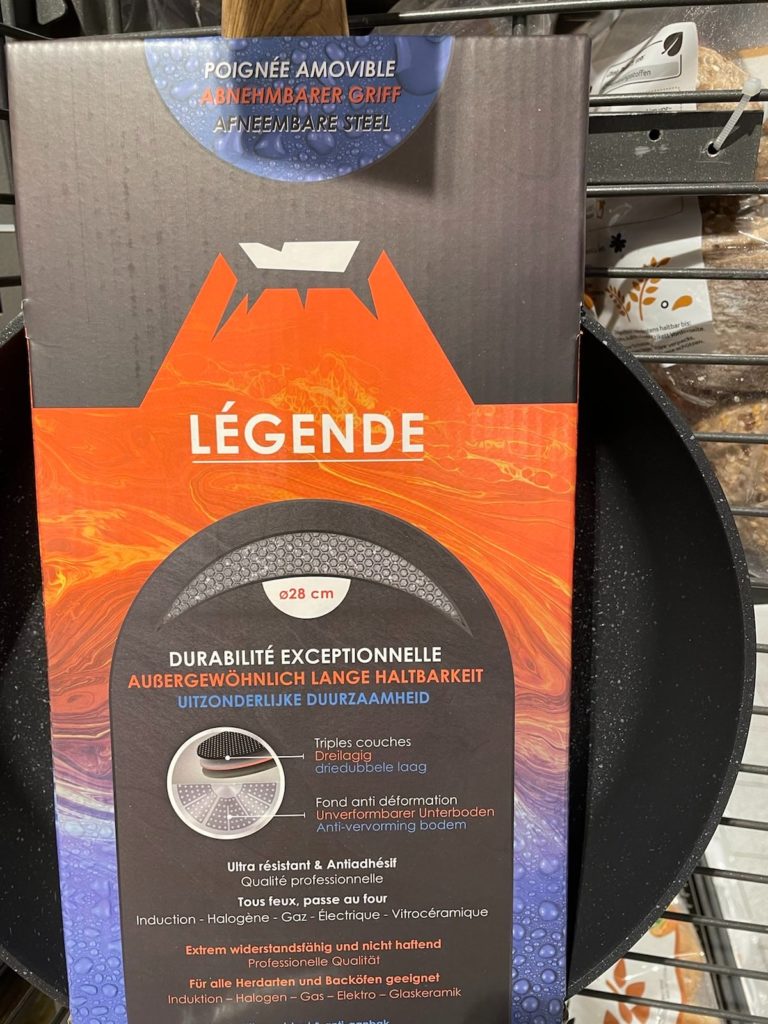 POIGNÉE AMOVIBLE
ABNEHMBARER GRIFF
AFNEEMBARE STEEL
LÉGENDE
ø28 cm
DURABILITÉ EXCEPTIONNELLE
AUßERGEWÖHNLICH LANGE HALTBARKEIT
UITZONDERLIJKE DUURZAAMHEID
Triples couches
Dreilagig
driedubbele laag
Fond anti déformation
Unverformbarer Unterboden
Anti-vervorming bodem
Ultra résistant & Antiadhésif
Qualité professionnelle
Tous feux, passe au four
Induction - Halogène - Gaz - Électrique - Vitrocéramique
Extrem widerstandsfähig und nicht haftend
Professionelle Qualität
Für alle Herdarten und Backöfen geeignet
Induktion – Halogen – Gas – Elektro – Glaskeramik